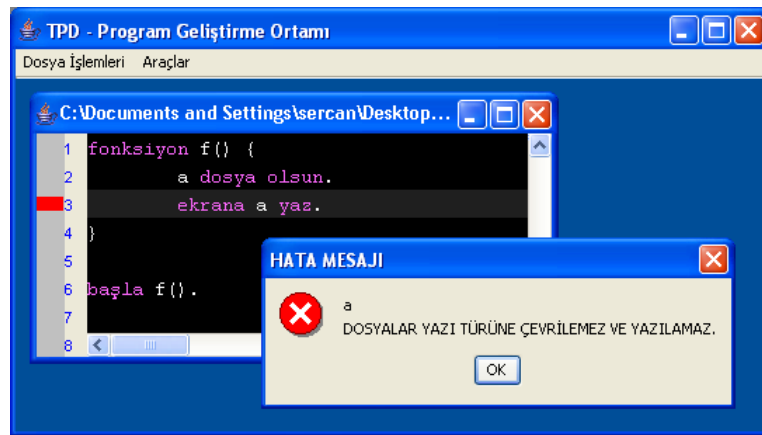 TPD - Program Geliştirme Ortamı
Dosya İşlemleri Araçlar
C:\Documents and Settings\sercan\Desktop...
1 fonksiyon f() {
2 a dosya olsun.
3 ekrana a yaz.
4 }
5
6 başla f().
7
8
HATA MESAJI
a
DOSYALAR YAZI TÜRÜNE ÇEVRİLEMEZ VE YAZILAMAZ.
OK